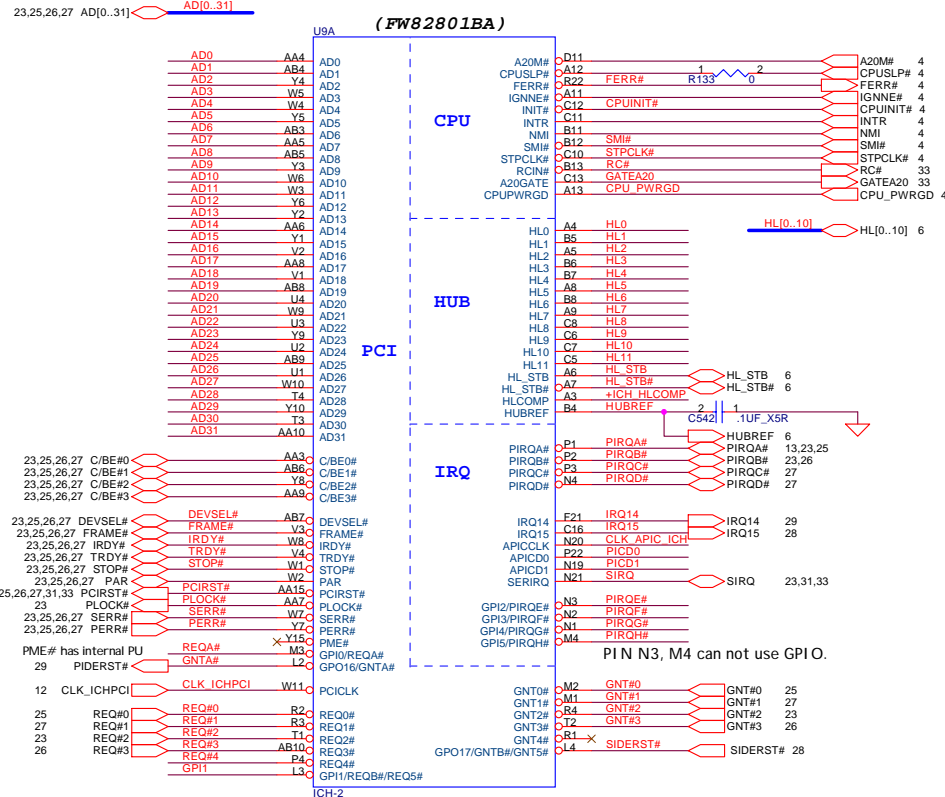 (FW82801BA)
23,25,26,27 AD[0..31] AD[0..31]
U9A
AD0 AA4 AD0
AD1 AB4 AD1
AD2 Y4 AD2
AD3 W5 AD3
AD4 W4 AD4
AD5 Y5 AD5
AD6 AB3 AD6
AD7 AA5 AD7
AD8 AB5 AD8
AD9 Y3 AD9
AD10 W6 AD10
AD11 W3 AD11
AD12 Y6 AD12
AD13 Y2 AD13
AD14 AA6 AD14
AD15 Y1 AD15
AD16 V2 AD16
AD17 AA8 AD17
AD18 V1 AD18
AD19 AB8 AD19
AD20 U4 AD20
AD21 W9 AD21
AD22 U3 AD22
AD23 Y9 AD23
AD24 U2 AD24
AD25 AB9 AD25
AD26 U1 AD26
AD27 W10 AD27
AD28 T4 AD28
AD29 Y10 AD29
AD30 T3 AD30
AD31 AA10 AD31
23,25,26,27 C/BE#0 AA3 C/BE0#
23,25,26,27 C/BE#1 AB6 C/BE1#
23,25,26,27 C/BE#2 Y8 C/BE2#
23,25,26,27 C/BE#3 AA9 C/BE3#
23,25,26,27 DEVSEL# DEVSEL# AB7 DEVSEL#
23,25,26,27 FRAME# FRAME# V3 FRAME#
23,25,26,27 IRDY# IRDY# W8 IRDY#
23,25,26,27 TRDY# TRDY# V4 TRDY#
23,25,26,27 STOP# STOP# W1 STOP#
23,25,26,27 PAR W2 PAR
25,26,27,31,33 PCIRST# PCIRST# AA15 PCIRST#
23 PLOCK# PLOCK# AA7 PLOCK#
23,25,26,27 SERR# SERR# W7 SERR#
23,25,26,27 PERR# PERR# Y7 PERR#
Y15 PME#
PME# has internal PU
REQA# M3 GPI0/REQA#
29 PIDERST# GNTA# L2 GPO16/GNTA#
12 CLK_ICHPCI CLK_ICHPCI W11 PCICLK
25 REQ#0 REQ#0 R2 REQ0#
27 REQ#1 REQ#1 R3 REQ1#
23 REQ#2 REQ#2 T1 REQ2#
26 REQ#3 REQ#3 AB10 REQ3#
REQ#4 P4 REQ4#
GPI1 L3 GPI1/REQB#/REQ5#
PCI
CPU
HUB
IRQ
A20M# D11 A20M# 4
CPUSLP# A12 1 R133 0 2 CPUSLP# 4
FERR# R22 FERR# FERR# 4
IGNNE# A11 IGNNE# 4
INIT# C12 CPUINIT# CPUINIT# 4
INTR C11 INTR 4
NMI B11 NMI 4
SMI# B12 SMI# SMI# 4
STPCLK# C10 STPCLK# STPCLK# 4
RCIN# B13 RC# RC# 33
A20GATE C13 GATEA20 GATEA20 33
CPUPWRGD A13 CPU_PWRGD CPU_PWRGD 4
HL0 A4 HL0
HL[0..10] HL[0..10] 6
HL1 B5 HL1
HL2 A5 HL2
HL3 B6 HL3
HL4 B7 HL4
HL5 A8 HL5
HL6 B8 HL6
HL7 A9 HL7
HL8 C8 HL8
HL9 C6 HL9
HL10 C7 HL10
HL11 C5 HL11
HL_STB A6 HL_STB HL_STB 6
HL_STB# A7 HL_STB# HL_STB# 6
HLCOMP A3 +ICH_HLCOMP
HUBREF B4 HUBREF 2 C542 1 .1UF_X5R
HUBREF 6
PIRQA# P1 PIRQA# PIRQA# 13,23,25
PIRQB# P2 PIRQB# PIRQB# 23,26
PIRQC# P3 PIRQC# PIRQC# 27
PIRQD# N4 PIRQD# PIRQD# 27
IRQ14 F21 IRQ14 IRQ14 29
IRQ15 C16 IRQ15 IRQ15 28
APICCLK N20 CLK_APIC_ICH
APICD0 P22 PICD0
APICD1 N19 PICD1
SERIRQ N21 SIRQ SIRQ 23,31,33
GPI2/PIRQE# N3 PIRQE#
GPI3/PIRQF# N2 PIRQF#
GPI4/PIRQG# N1 PIRQG#
GPI5/PIRQH# M4 PIRQH#
PIN N3, M4 can not use GPIO.
GNT0# M2 GNT#0 GNT#0 25
GNT1# M1 GNT#1 GNT#1 27
GNT2# R4 GNT#2 GNT#2 23
GNT3# T2 GNT#3 GNT#3 26
GNT4# R1
GPO17/GNTB#/GNT5# L4 SIDERST# SIDERST# 28
ICH-2